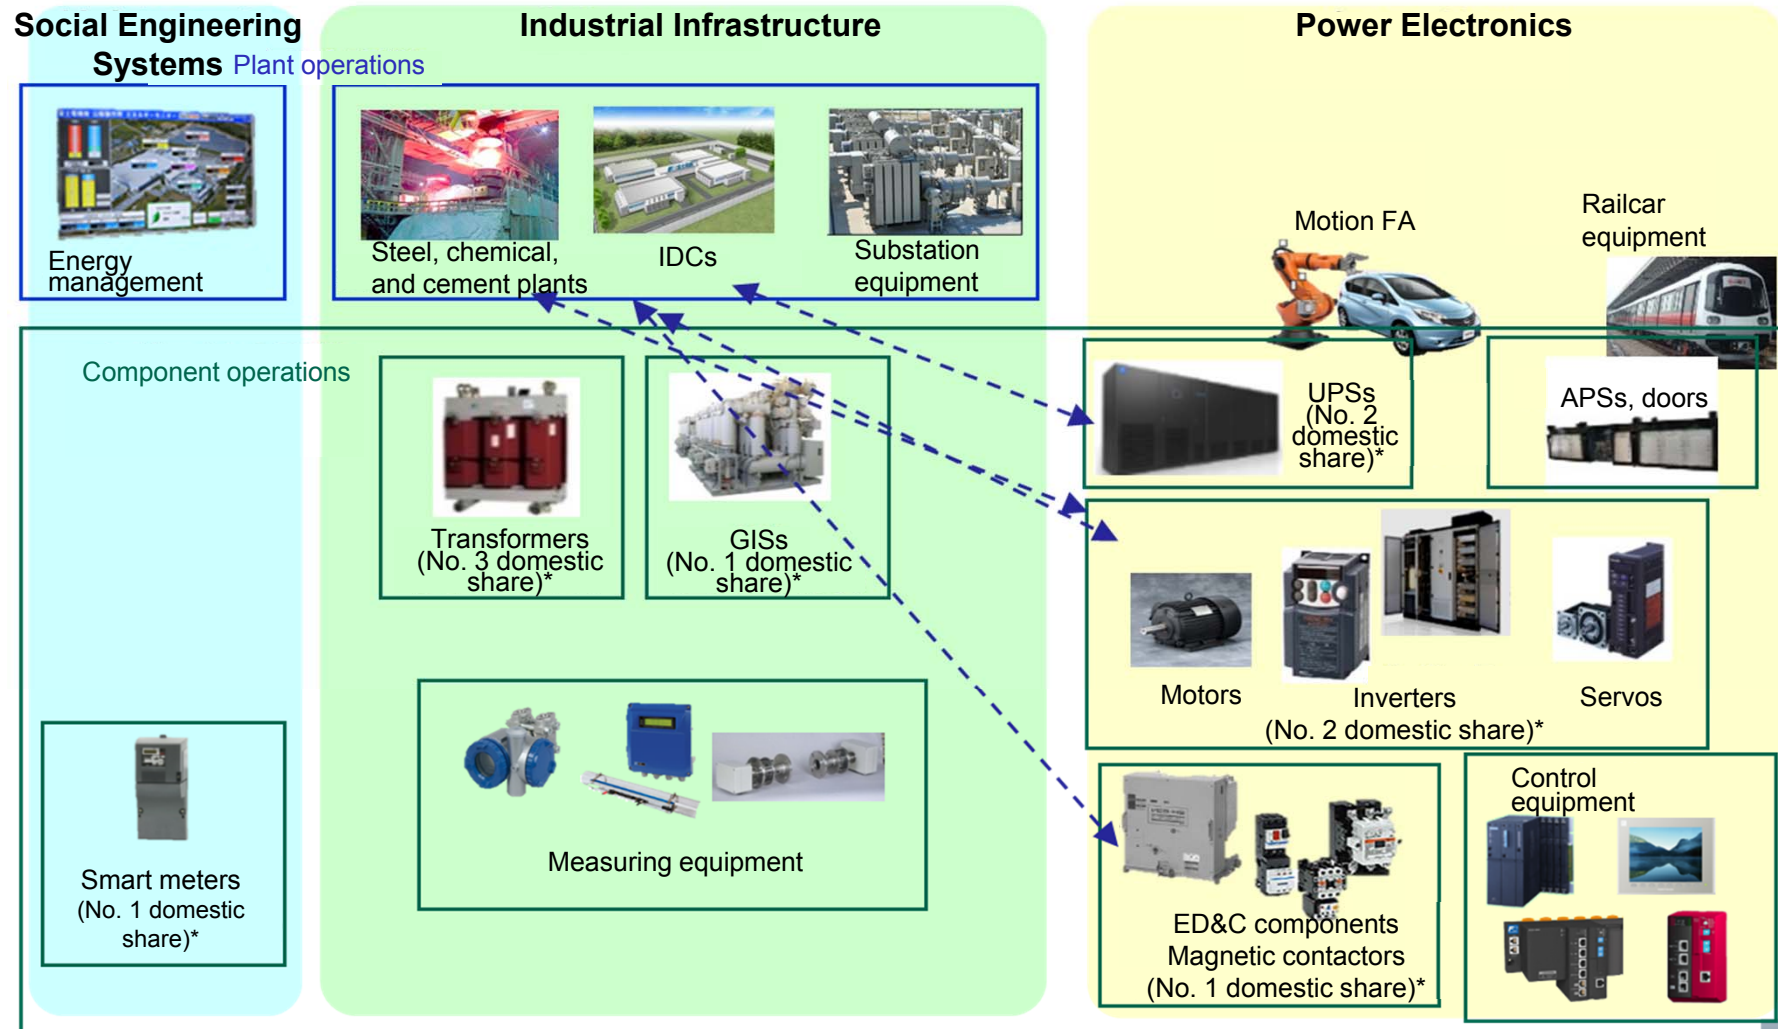 Social Engineering
Systems
Industrial Infrastructure
Power Electronics
Plant operations
Energy
management
Steel, chemical,
and cement plants
IDCs
Substation
equipment
Motion FA
Railcar
equipment
Component operations
Transformers
(No. 3 domestic
share)*
GISs
(No. 1 domestic
share)*
UPSs
(No. 2
domestic
share)*
APSs, doors
Motors
Inverters
(No. 2 domestic share)*
Servos
Measuring equipment
Smart meters
(No. 1 domestic
share)*
ED&C components
Magnetic contactors
(No. 1 domestic share)*
Control
equipment